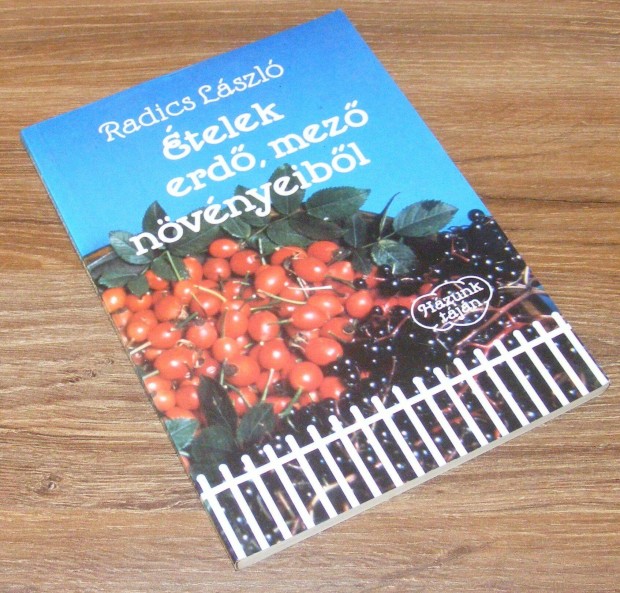 Radics László
Ételek
erdő, mező
növényeiből
Házunk
táján